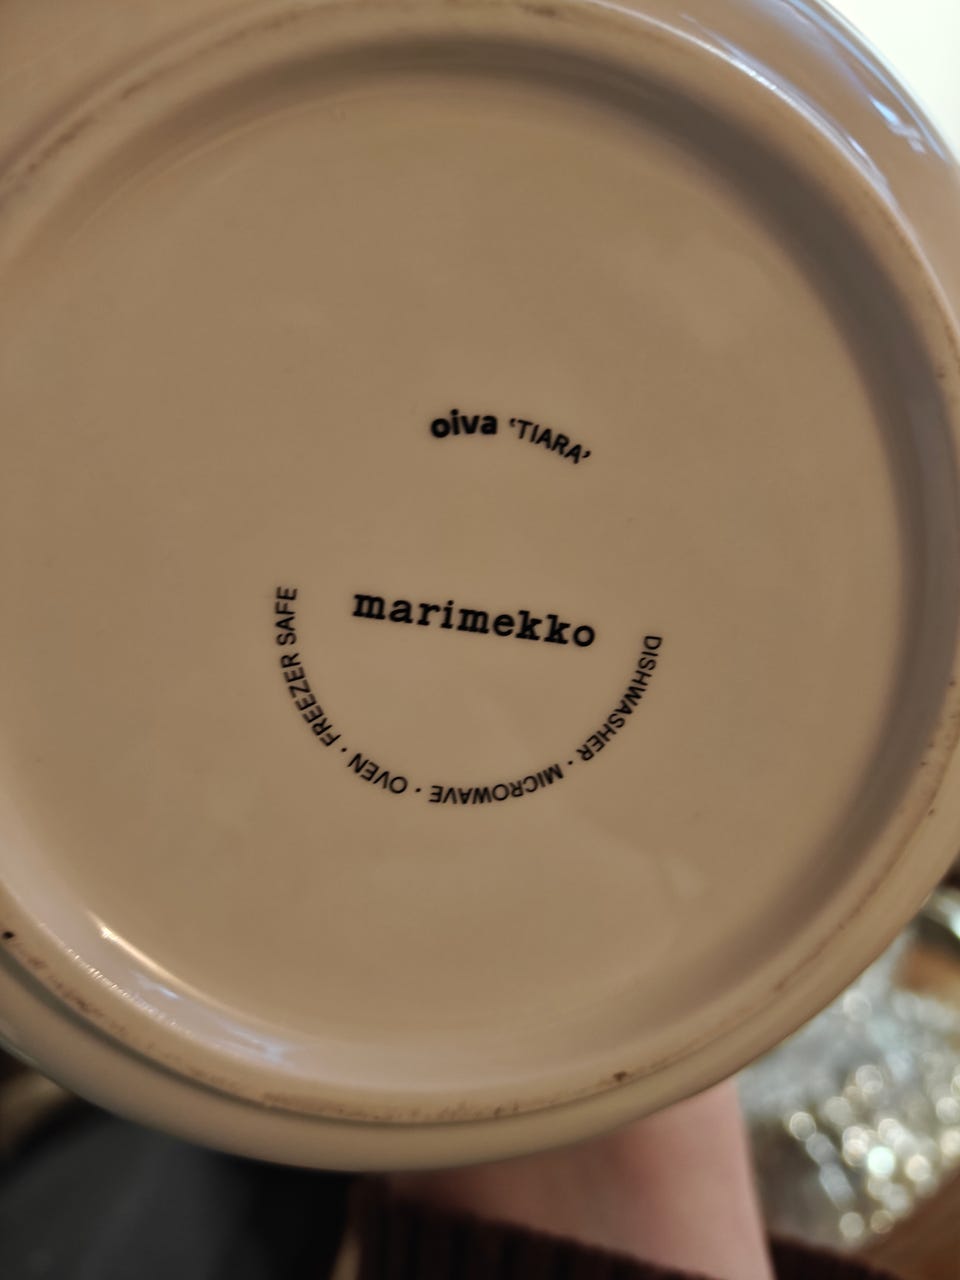 oiva ‘TIARA’
marimekko
DISHWASHER · MICROWAVE · OVEN · FREEZER SAFE